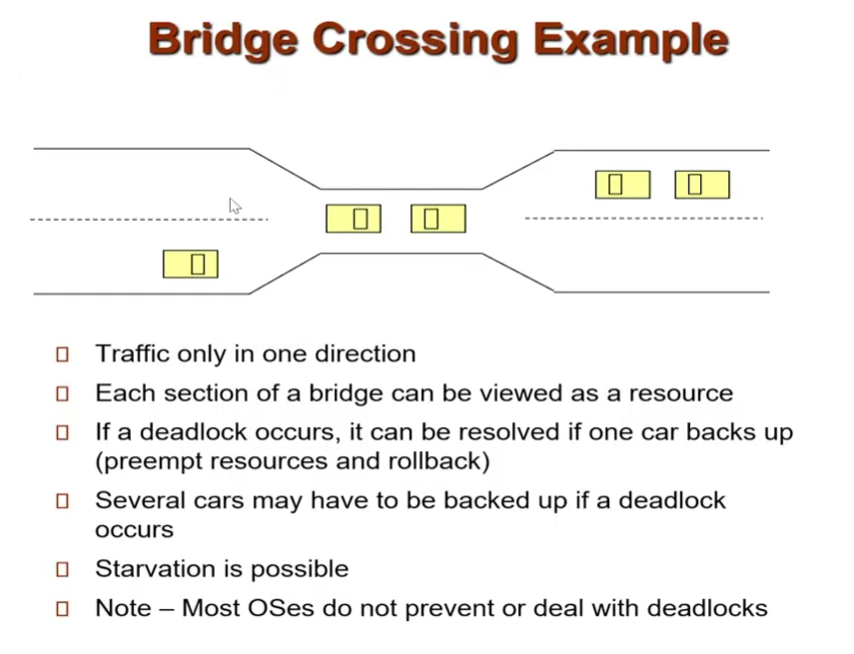 Bridge Crossing Example
Traffic only in one direction
Each section of a bridge can be viewed as a resource
If a deadlock occurs, it can be resolved if one car backs up
(preempt resources and rollback)
Several cars may have to be backed up if a deadlock
occurs
Starvation is possible
Note – Most OSes do not prevent or deal with deadlocks